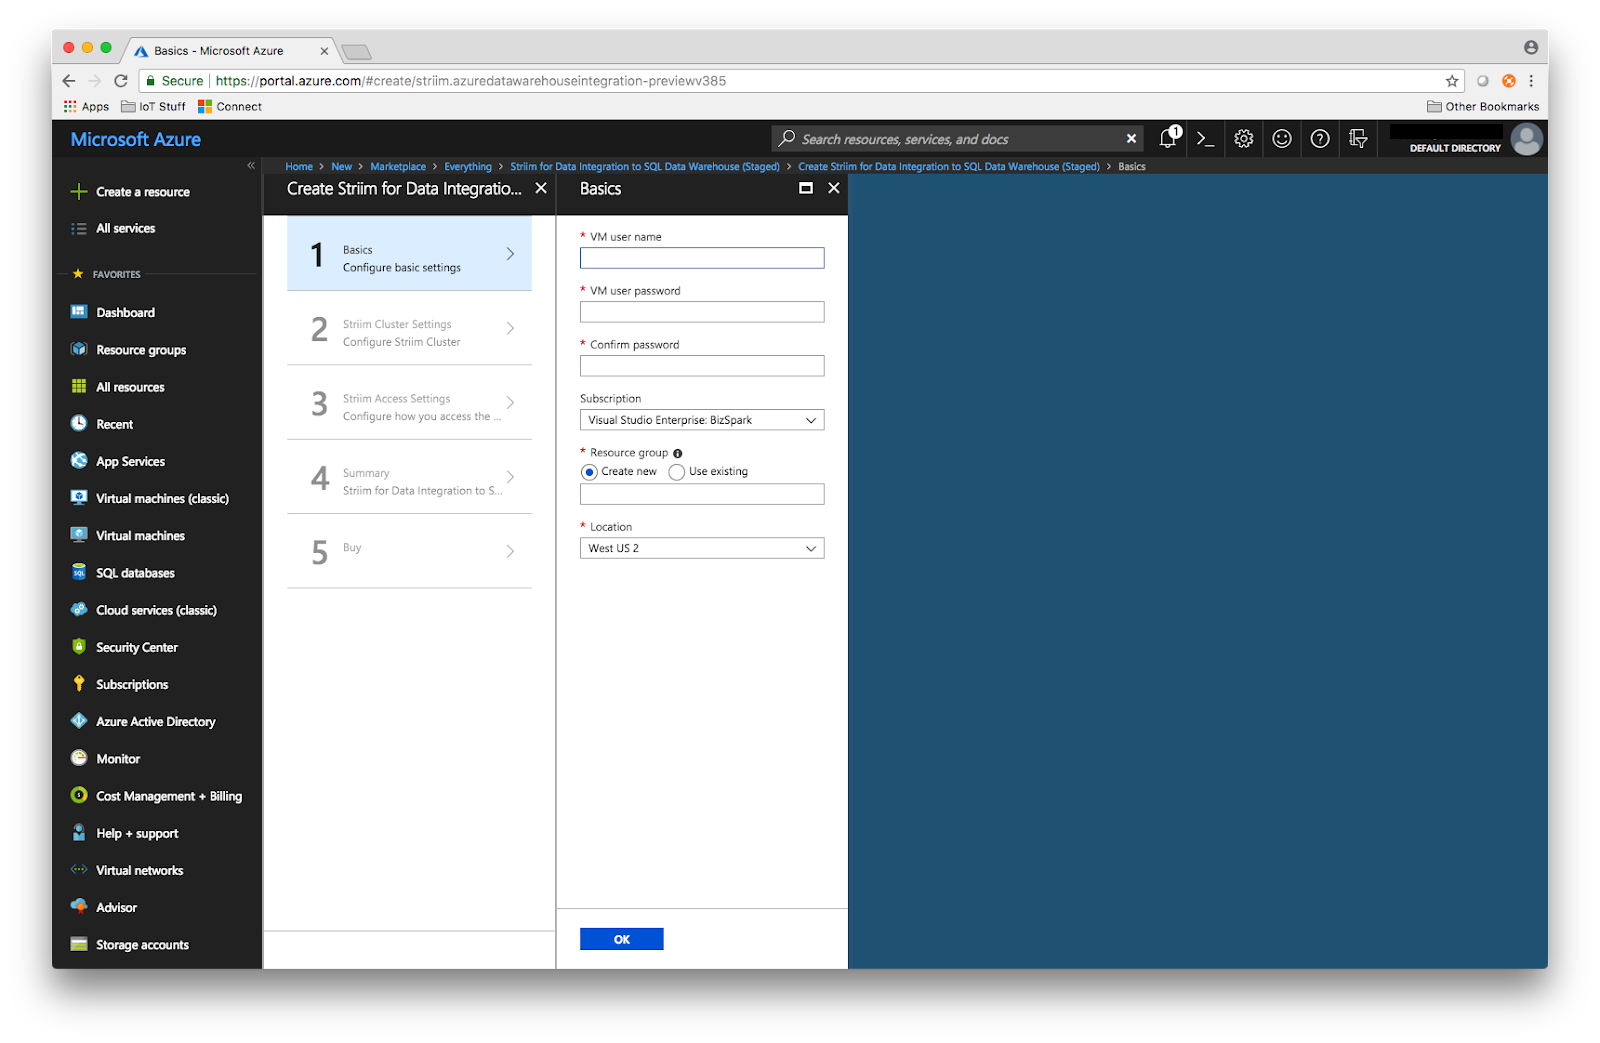 Basics - Microsoft Azure
Secure https://portal.azure.com/#create/striim.azuredatawarehouseintegration-previewv385
Apps IoT Stuff Connect Other Bookmarks
Microsoft Azure Search resources, services, and docs 1 DEFAULT DIRECTORY
Home > New > Marketplace > Everything > Striim for Data Integration to SQL Data Warehouse (Staged) > Create Striim for Data Integration to SQL Data Warehouse (Staged) > Basics
Create a resource
All services
FAVORITES
Dashboard
Resource groups
All resources
Recent
App Services
Virtual machines (classic)
Virtual machines
SQL databases
Cloud services (classic)
Security Center
Subscriptions
Azure Active Directory
Monitor
Cost Management + Billing
Help + support
Virtual networks
Advisor
Storage accounts
Create Striim for Data Integratio...
1 Basics
Configure basic settings
2 Striim Cluster Settings
Configure Striim Cluster
3 Striim Access Settings
Configure how you access the ...
4 Summary
Striim for Data Integration to S...
5 Buy
Basics
* VM user name
* VM user password
* Confirm password
Subscription
Visual Studio Enterprise: BizSpark
* Resource group
Create new Use existing
* Location
West US 2
OK